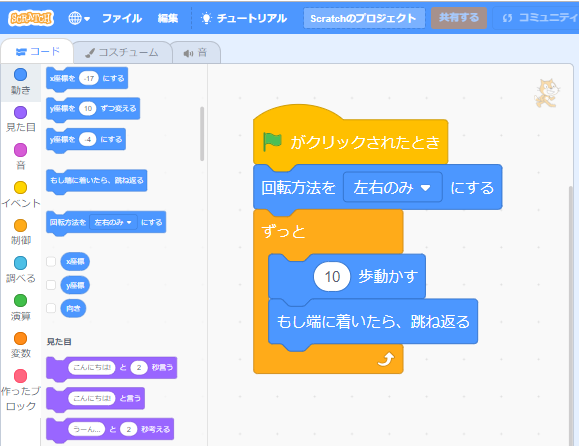 SCRATCH ファイル 編集 チュートリアル Scratchのプロジェクト 共有する コミュニティ
コード コスチューム 音
動き
見た目
音
イベント
制御
調べる
演算
変数
作ったブ
ロック
x座標を -17 にする
y座標を 10 ずつ変える
y座標を -4 にする
もし端に着いたら、跳ね返る
回転方法を 左右のみ にする
x座標
y座標
向き
見た目
こんにちは! と 2 秒言う
こんにちは! と言う
うーん... と 2 秒考える
がクリックされたとき
回転方法を 左右のみ にする
ずっと
10 歩動かす
もし端に着いたら、跳ね返る